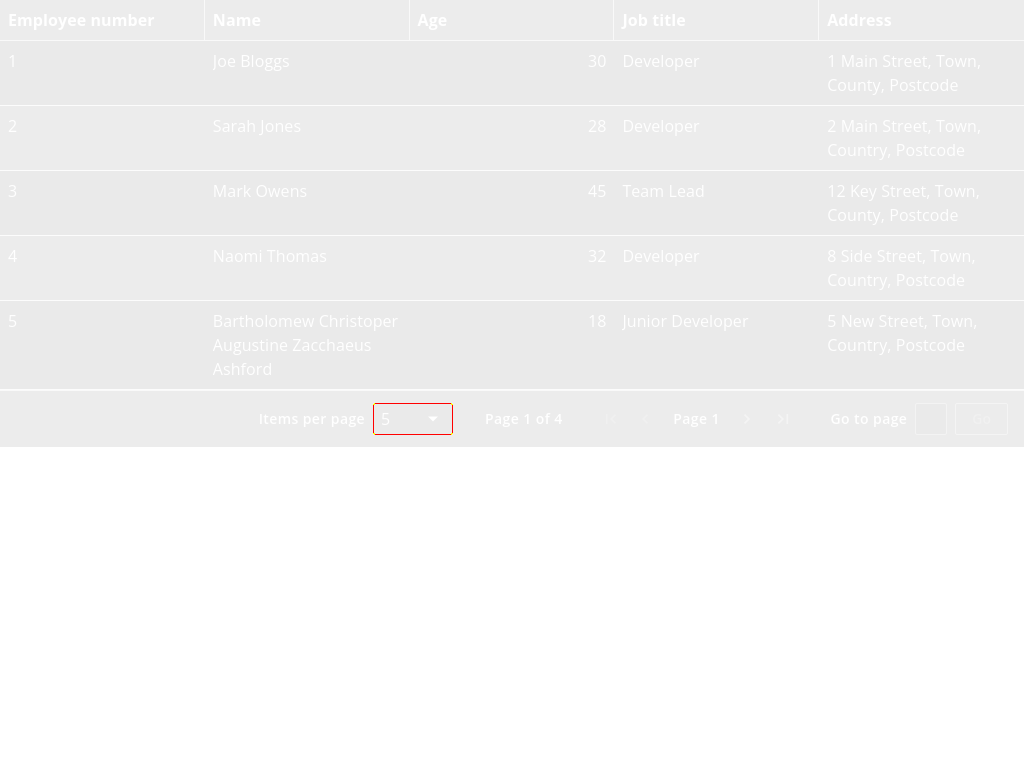 Employee number Name Age Job title Address
1 Joe Bloggs 30 Developer 1 Main Street, Town,
County, Postcode
2 Sarah Jones 28 Developer 2 Main Street, Town,
Country, Postcode
3 Mark Owens 45 Team Lead 12 Key Street, Town,
County, Postcode
4 Naomi Thomas 32 Developer 8 Side Street, Town,
Country, Postcode
5 Bartholomew Christoper 18 Junior Developer 5 New Street, Town,
Augustine Zacchaeus Country, Postcode
Ashford
Items per page 5 Page 1 of 4 Page 1 Go to page Go